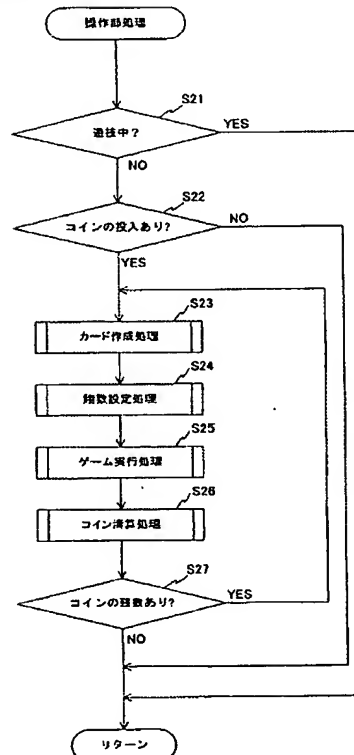 操作部処理
S21
遊技中?
YES
NO
S22
コインの投入あり?
NO
YES
S23
カード作成処理
S24
賭数設定処理
S25
ゲーム実行処理
S26
コイン清算処理
S27
コインの残数あり?
YES
NO
リターン